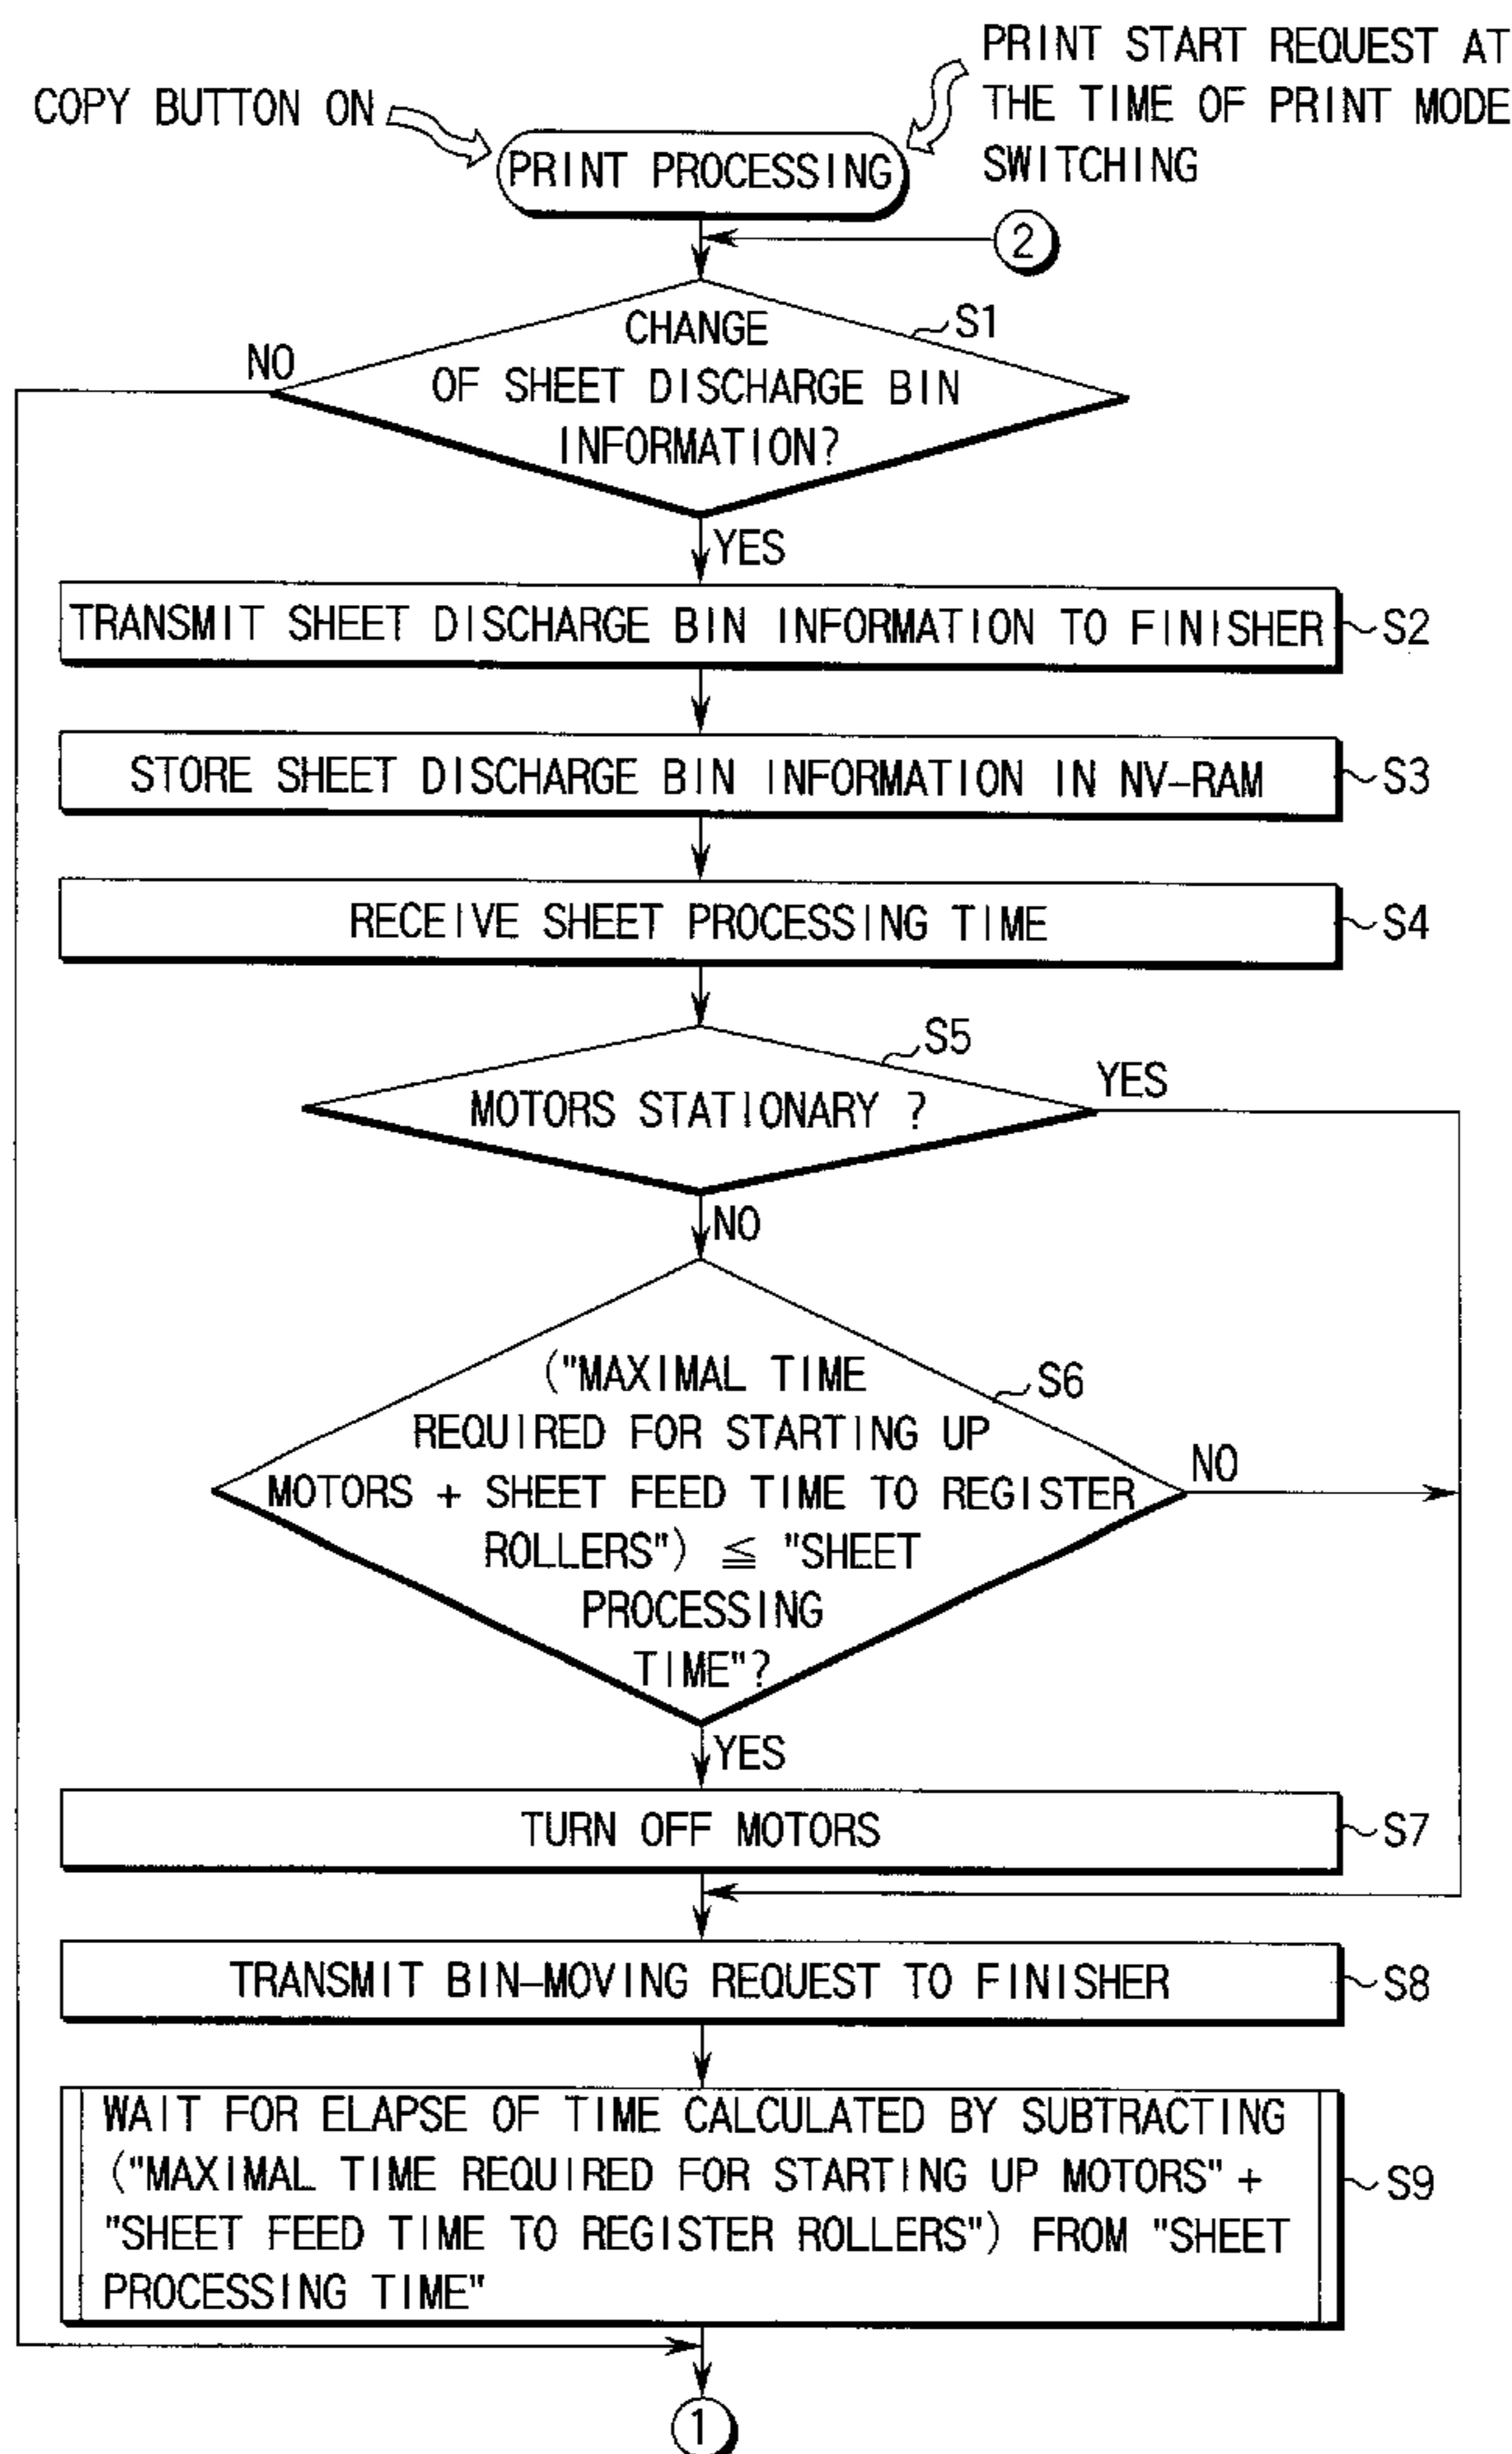 PRINT START REQUEST AT
THE TIME OF PRINT MODE
SWITCHING
COPY BUTTON ON
PRINT PROCESSING
2
CHANGE
OF SHEET DISCHARGE BIN
INFORMATION?
S1
NO
YES
TRANSMIT SHEET DISCHARGE BIN INFORMATION TO FINISHER
S2
STORE SHEET DISCHARGE BIN INFORMATION IN NV-RAM
S3
RECEIVE SHEET PROCESSING TIME
S4
S5
MOTORS STATIONARY ?
YES
NO
("MAXIMAL TIME
REQUIRED FOR STARTING UP
MOTORS + SHEET FEED TIME TO REGISTER
ROLLERS") ≦ "SHEET
PROCESSING
TIME"?
S6
NO
YES
TURN OFF MOTORS
S7
TRANSMIT BIN-MOVING REQUEST TO FINISHER
S8
WAIT FOR ELAPSE OF TIME CALCULATED BY SUBTRACTING
("MAXIMAL TIME REQUIRED FOR STARTING UP MOTORS" +
"SHEET FEED TIME TO REGISTER ROLLERS") FROM "SHEET
PROCESSING TIME"
S9
1